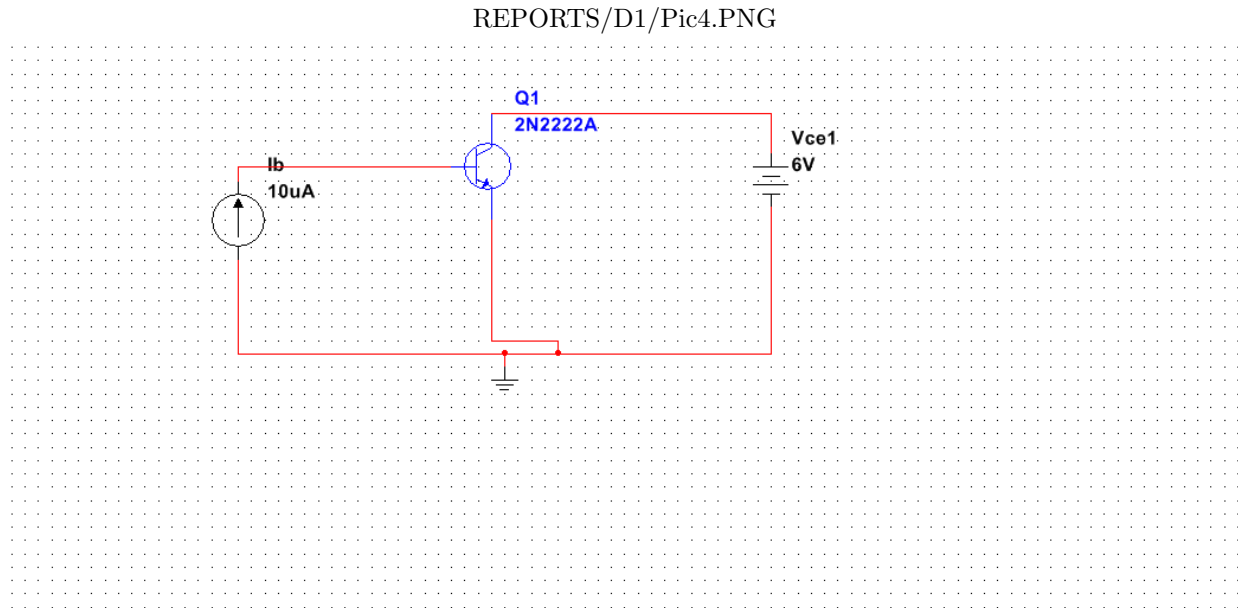 REPORTS/D1/Pic4.PNG
Q1
2N2222A
Vce1
6V
Ib
10uA